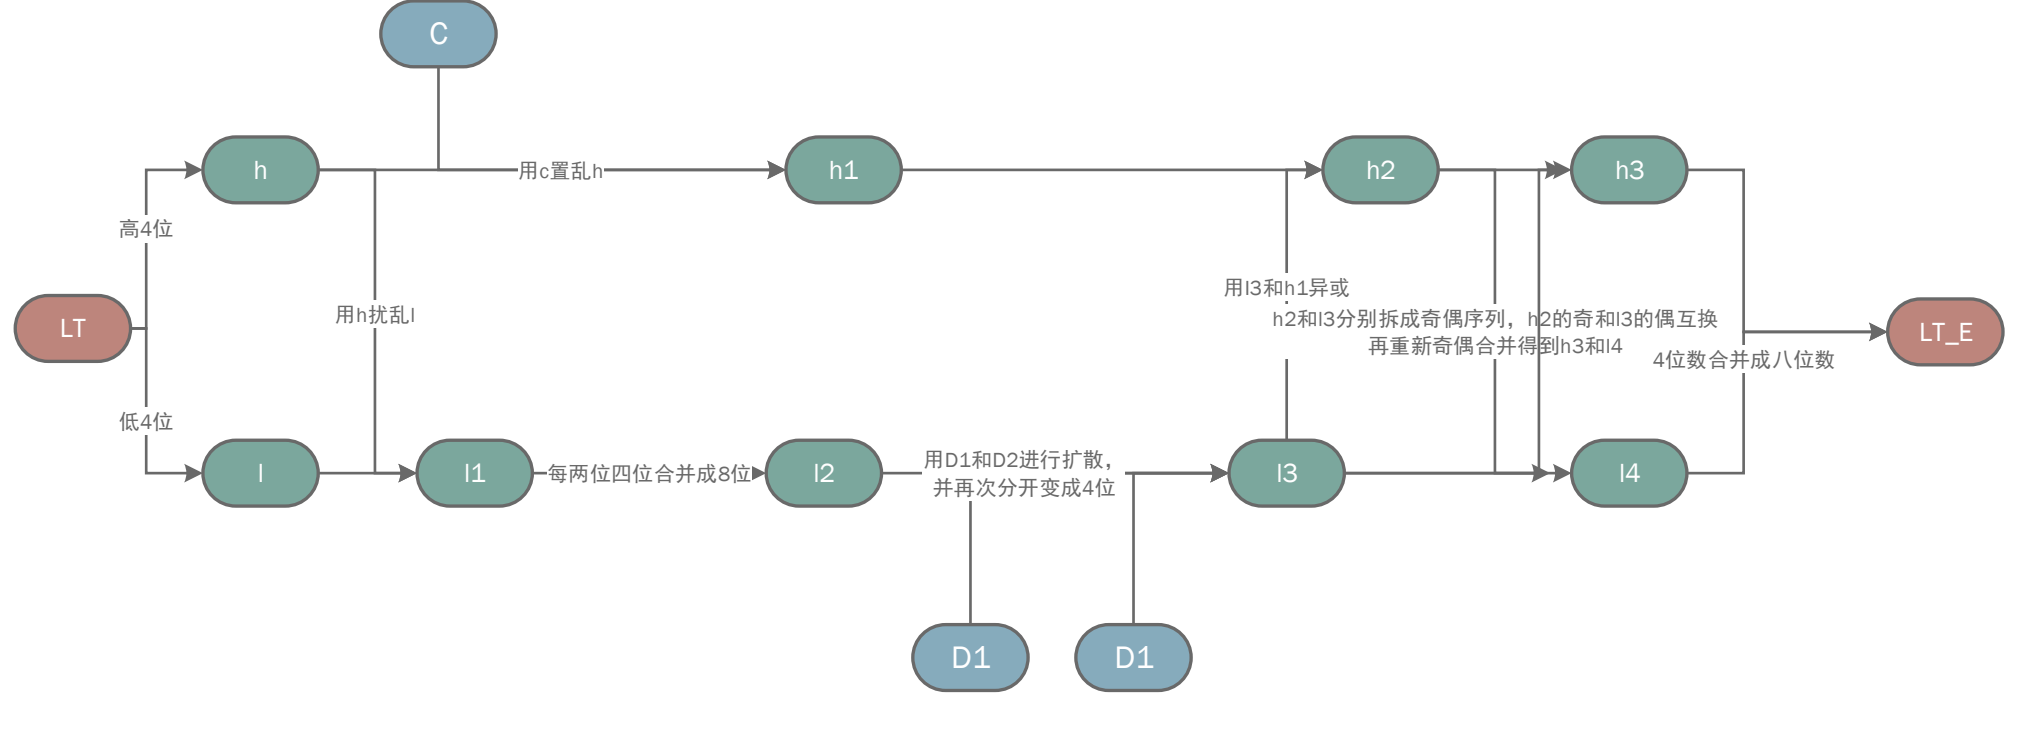 C
h
用c置乱h
h1
h2
h3
高4位
用h扰乱l
用l3和h1异或
LT
h2和l3分别拆成奇偶序列，h2的奇和l3的偶互换
再重新奇偶合并得到h3和l4
LT_E
4位数合并成八位数
低4位
l
l1
每两位四位合并成8位
l2
用D1和D2进行扩散，
并再次分开变成4位
l3
l4
D1
D1